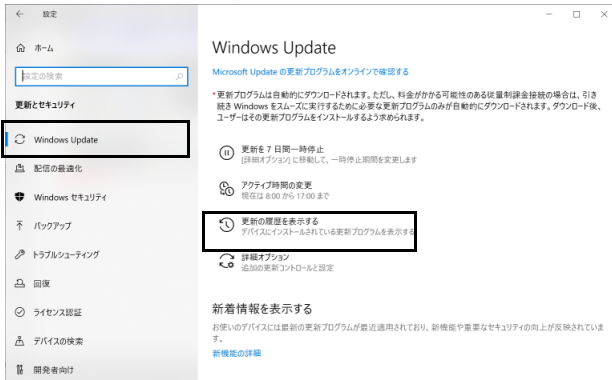 設定
ホーム
設定の検索
更新とセキュリティ
Windows Update
配信の最適化
Windows セキュリティ
バックアップ
トラブルシューティング
回復
ライセンス認証
デバイスの検索
開発者向け
Windows Update
Microsoft Update の更新プログラムをオンラインで確認する
*更新プログラムは自動的にダウンロードされます。ただし、料金がかかる可能性のある従量制課金接続の場合は、引き
続き Windows をスムーズに実行するために必要な更新プログラムのみが自動的にダウンロードされます。ダウンロード後、
ユーザーはその更新プログラムをインストールするよう求められます。
更新を 7 日間一時停止
[詳細オプション] に移動して、一時停止期間を変更します
アクティブ時間の変更
現在は 8:00 から 17:00 まで
更新の履歴を表示する
デバイスにインストールされている更新プログラムを表示する
詳細オプション
追加の更新コントロールと設定
新着情報を表示する
お使いのデバイスには最新の更新プログラムが最近適用されており、新機能や重要なセキュリティの向上が反映されていま
す。
新機能の詳細